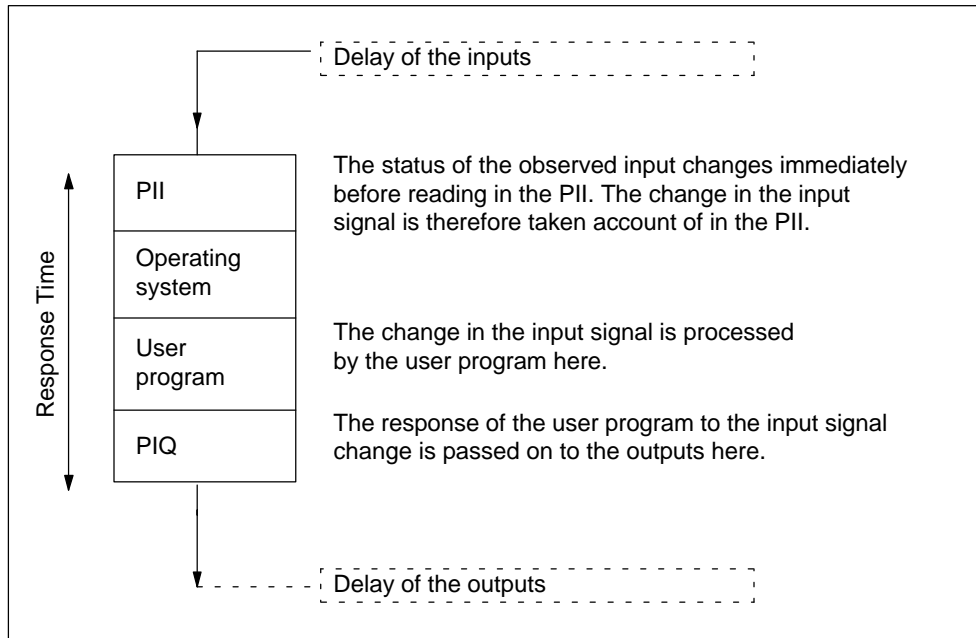 Delay of the inputs
PII
The status of the observed input changes immediately
before reading in the PII. The change in the input
signal is therefore taken account of in the PII.
Operating
system
Response Time
User
program
The change in the input signal is processed
by the user program here.
PIQ
The response of the user program to the input signal
change is passed on to the outputs here.
Delay of the outputs